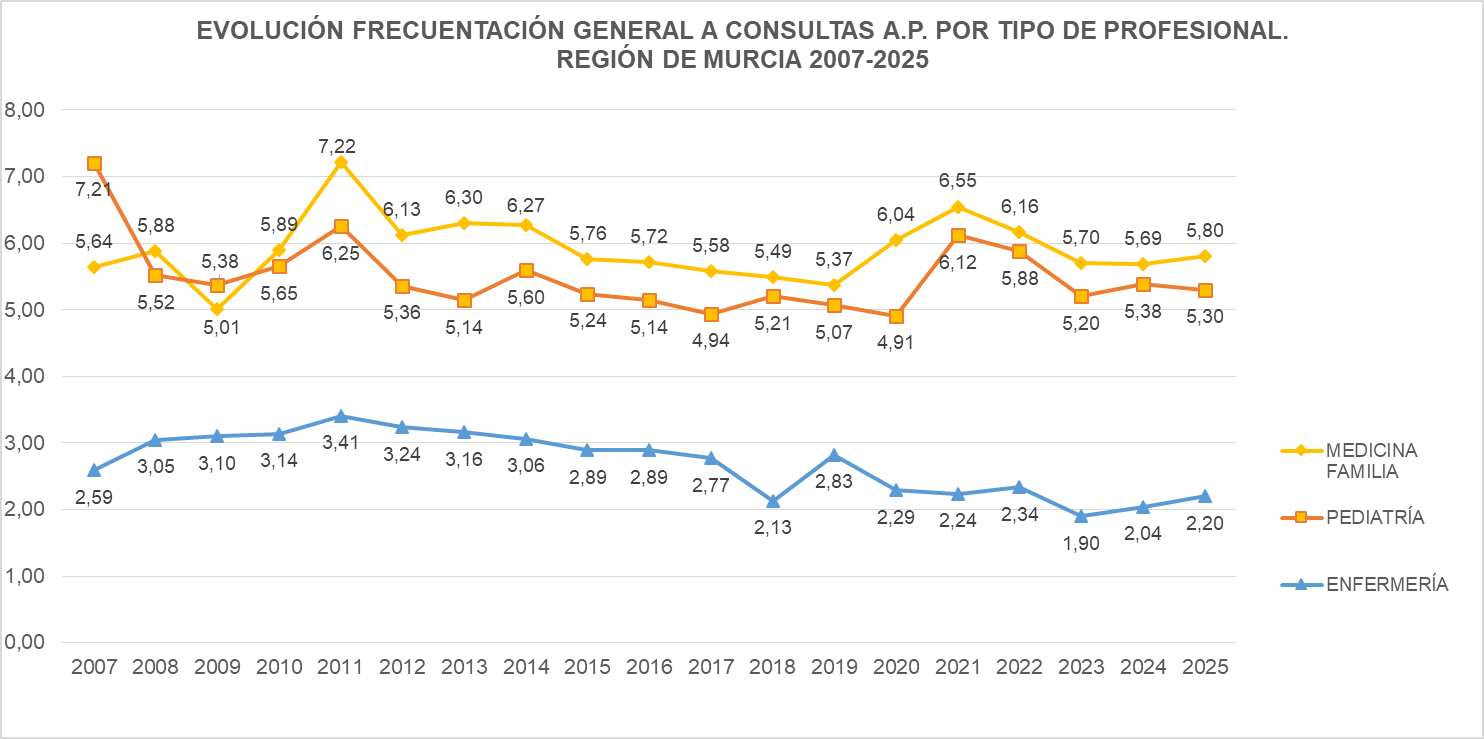 EVOLUCIÓN FRECUENTACIÓN GENERAL A CONSULTAS A.P. POR TIPO DE PROFESIONAL.
REGIÓN DE MURCIA 2007-2025
8,00
7,00
6,00
5,00
4,00
3,00
2,00
1,00
0,00
5,64 5,88 5,01 5,89 7,22 6,13 6,30 6,27 5,76 5,72 5,58 5,49 5,37 6,04 6,55 6,16 5,70 5,69 5,80
7,21 5,52 5,38 5,65 6,25 5,36 5,14 5,60 5,24 5,14 4,94 5,21 5,07 4,91 6,12 5,88 5,20 5,38 5,30
2,59 3,05 3,10 3,14 3,41 3,24 3,16 3,06 2,89 2,89 2,77 2,13 2,83 2,29 2,24 2,34 1,90 2,04 2,20
2007 2008 2009 2010 2011 2012 2013 2014 2015 2016 2017 2018 2019 2020 2021 2022 2023 2024 2025
MEDICINA
FAMILIA
PEDIATRÍA
ENFERMERÍA